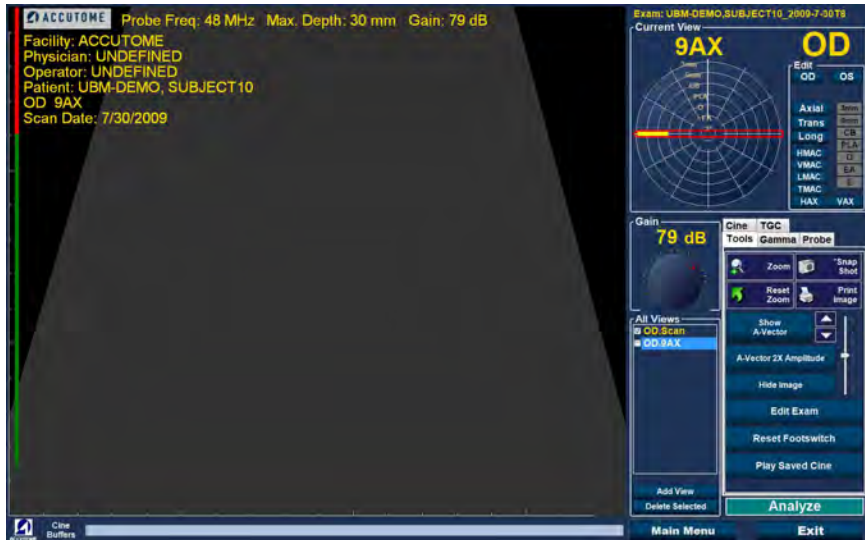 ACCUTOME Probe Freq: 48 MHz Max. Depth: 30 mm Gain: 79 dB
Facility: ACCUTOME
Physician: UNDEFINED
Operator: UNDEFINED
Patient: UBM-DEMO, SUBJECT10
OD 9AX
Scan Date: 7/30/2009
Exam: UBM-DEMO,SUBJECT10_2009-7-30T6
Current View
9AX
OD
Edit
OD OS
Axial
Trans
Long CB
PLA
HMAC O
VMAC EA
LMAC E
TMAC
HAX VAX
Gain
79 dB
Cine TGC
Tools Gamma Probe
Zoom
Snap Shot
Reset Zoom
Print Image
Show A-Vector
A-Vector 2X Amplitude
Hide Image
Edit Exam
Reset Footswitch
Play Saved Cine
Analyze
All Views
OD.Scan
OD.9AX
Add View
Delete Selected
Cine Buffers
Main Menu
Exit